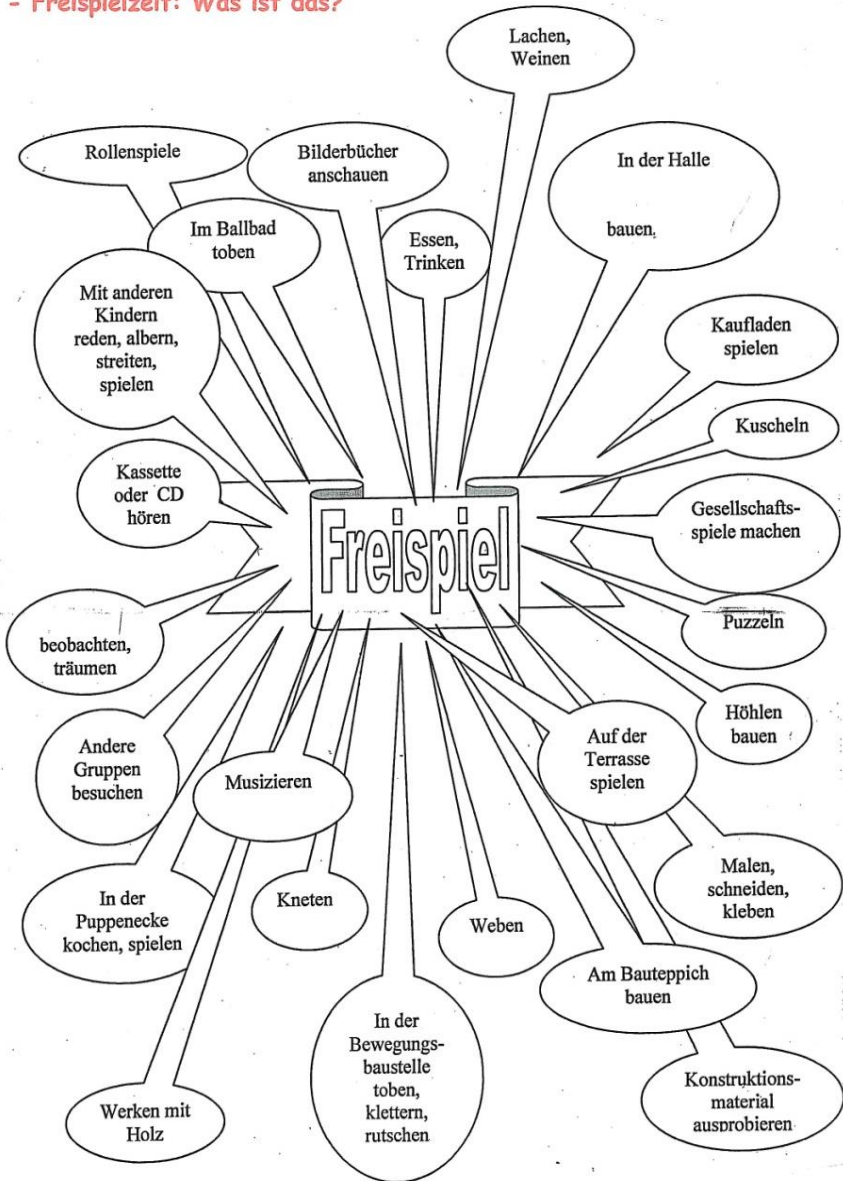 - Freispielzeit: Was ist das?
Lachen,
Weinen
Rollenspiele
Bilderbücher
anschauen
In der Halle
bauen,
Im Ballbad
toben
Essen,
Trinken
Mit anderen
Kindern
reden, albern,
streiten,
spielen
Kaufladen
spielen
Kuscheln
Kassette
oder CD
hören
Gesellschafts-
spiele machen
Freispiel
Puzzeln
beobachten,
träumen
Höhlen
bauen
Andere
Gruppen
besuchen
Musizieren
Auf der
Terrasse
spielen
Malen,
schneiden,
kleben
In der
Puppenecke
kochen, spielen
Kneten
Weben
Am Bauteppich
bauen
In der
Bewegungs-
baustelle
toben,
klettern,
rutschen
Konstruktions-
material
ausprobieren
Werken mit
Holz